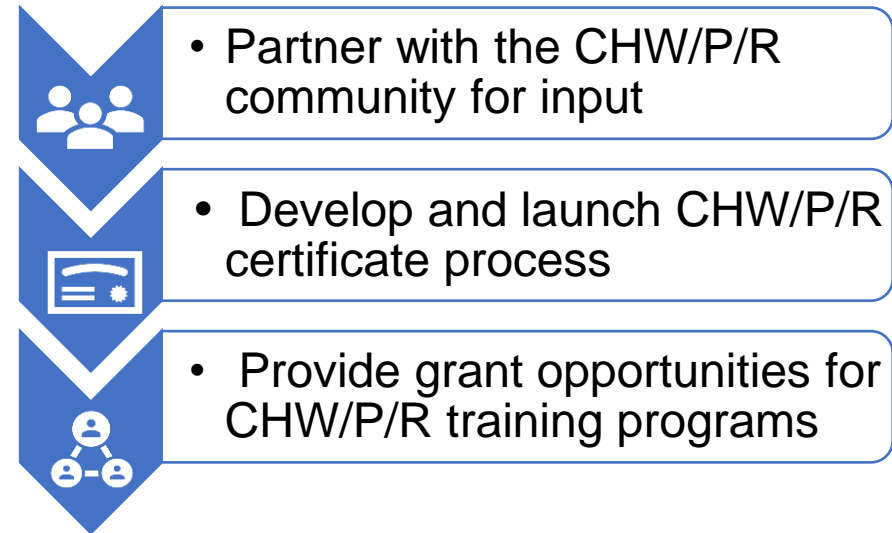 • Partner with the CHW/P/R
community for input
• Develop and launch CHW/P/R
certificate process
• Provide grant opportunities for
CHW/P/R training programs